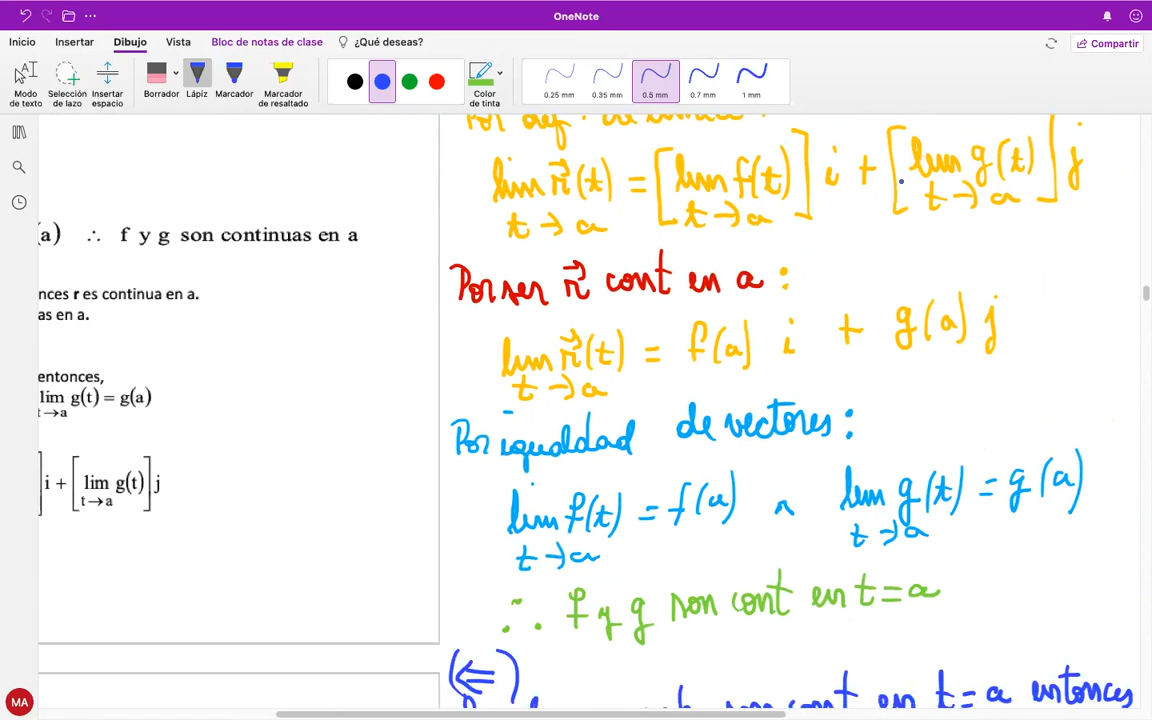 OneNote
Inicio Insertar Dibujo Vista Bloc de notas de clase ¿Qué deseas? Compartir
Modo de texto Selección de lazo Insertar espacio Borrador Lápiz Marcador Marcador de resaltado Color de tinta 0.25 mm 0.35 mm 0.5 mm 0.7 mm 1 mm
(a) ∴ f y g son continuas en a
nces r es continua en a.
as en a.
entonces,
lim g(t) = g(a)
t→a
] i + [ lim g(t) ] j
t→a
Por def. de
lim r⃗(t) = [ lim f(t) ] i + [ lim g(t) ] j
t→a t→a t→a
Por ser r⃗ cont en a :
lim r⃗(t) = f(a) i + g(a) j
t→a
Por igualdad de vectores :
lim f(t) = f(a) ∧ lim g(t) = g(a)
t→a t→a
∴ f y g son cont en t = a
(⇐)
son cont en t = a entonces
MA